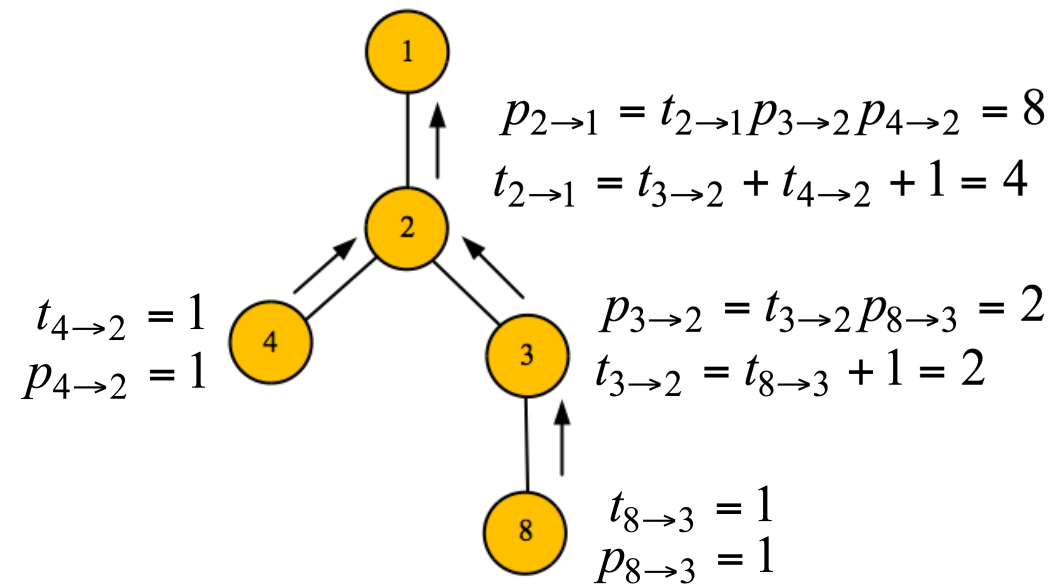 1
p₂→₁ = t₂→₁p₃→₂p₄→₂ = 8
t₂→₁ = t₃→₂ + t₄→₂ + 1 = 4
2
t₄→₂ = 1
p₄→₂ = 1
4
3
p₃→₂ = t₃→₂p₈→₃ = 2
t₃→₂ = t₈→₃ + 1 = 2
8
t₈→₃ = 1
p₈→₃ = 1